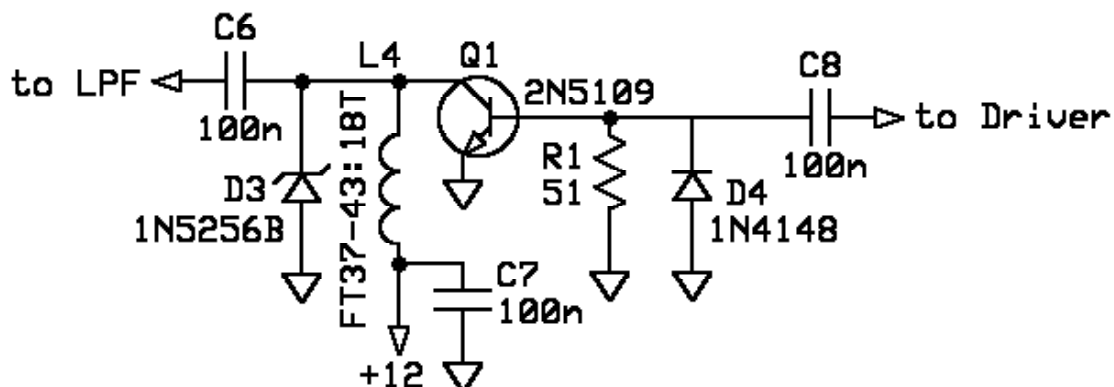 C6
to LPF
100n
L4
Q1
2N5109
C8
to Driver
100n
D3
1N5256B
FT37-43::18T
R1
51
D4
1N4148
C7
100n
+12